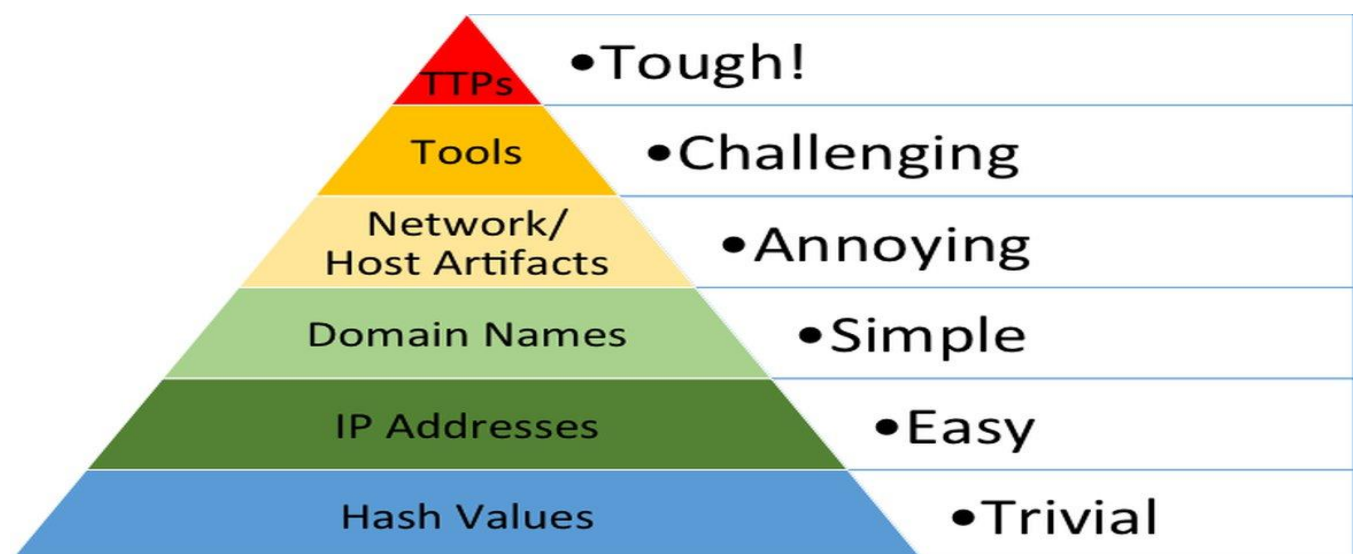 TTPs
•Tough!
Tools
•Challenging
Network/
Host Artifacts
•Annoying
Domain Names
•Simple
IP Addresses
•Easy
Hash Values
•Trivial